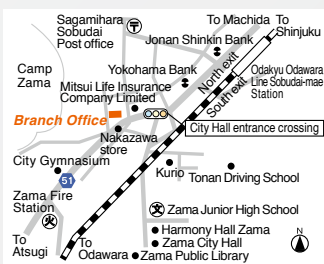 Sagamihara
Sobudai
Post office
To Machida
To
Shinjuku
Jonan Shinkin Bank
Camp
Zama
Yokohama Bank
North exit
South exit
Odakyu Odawara
Line Sobudai-mae
Station
Mitsui Life Insurance
Company Limited
Branch Office
City Hall entrance crossing
Nakazawa
store
City Gymnasium
Kurio
Tonan Driving School
51
Zama Fire
Station
火
文
Zama Junior High School
To
Atsugi
To
Odawara
Harmony Hall Zama
Zama City Hall
Zama Public Library
N